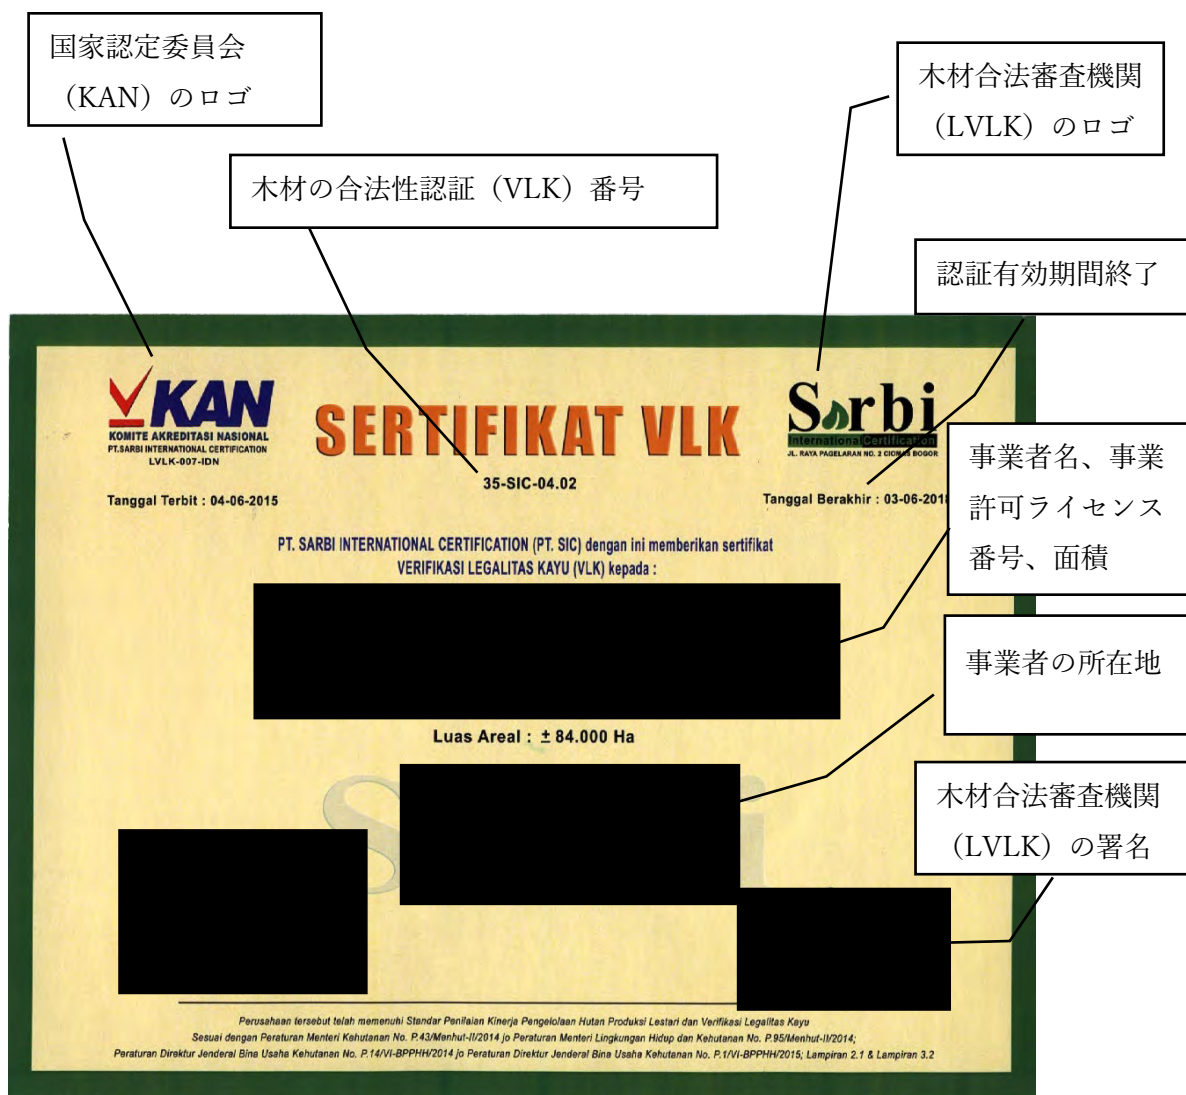 国家認定委員会
（KAN）のロゴ
木材合法審査機関
（LVLK）のロゴ
木材の合法性認証（VLK）番号
認証有効期間終了
KAN
KOMITE AKREDITASI NASIONAL
PT.SARBI INTERNATIONAL CERTIFICATION
LVLK-007-IDN
Tanggal Terbit : 04-06-2015
SERTIFIKAT VLK
35-SIC-04.02
Sarbi
International Certification
JL. RAYA PAGELARAN NO. 2 CIOMAS BOGOR
Tanggal Berakhir : 03-06-2018
事業者名、事業
許可ライセンス
番号、面積
PT. SARBI INTERNATIONAL CERTIFICATION (PT. SIC) dengan ini memberikan sertifikat
VERIFIKASI LEGALITAS KAYU (VLK) kepada :
事業者の所在地
Luas Areal : ± 84.000 Ha
木材合法審査機関
（LVLK）の署名
Perusahaan tersebut telah memenuhi Standar Penilaian Kinerja Pengelolaan Hutan Produksi Lestari dan Verifikasi Legalitas Kayu
Sesuai dengan Peraturan Menteri Kehutanan No. P.43/Menhut-II/2014 jo Peraturan Menteri Lingkungan Hidup dan Kehutanan No. P.95/Menhut-II/2014;
Peraturan Direktur Jenderal Bina Usaha Kehutanan No. P.14/VI-BPPHH/2014 jo Peraturan Direktur Jenderal Bina Usaha Kehutanan No. P.1/VI-BPPHH/2015; Lampiran 2.1 & Lampiran 3.2